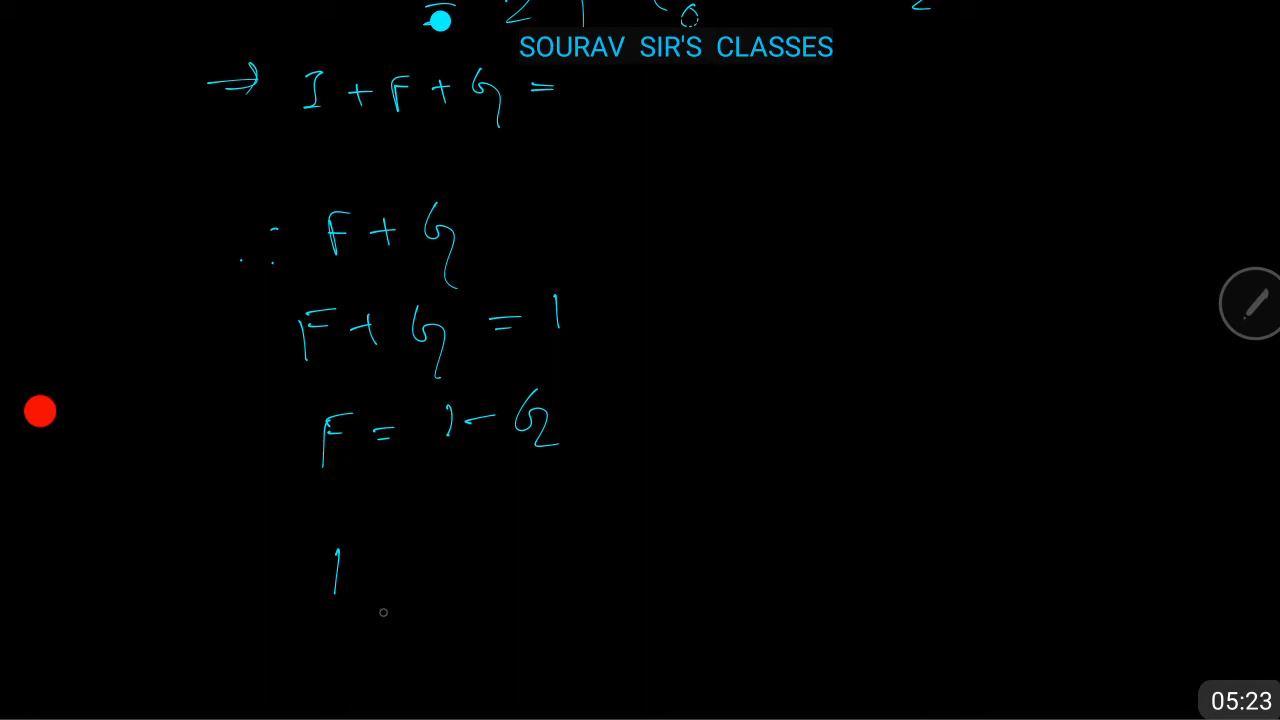 SOURAV SIR'S CLASSES
⇒ I + F + G =
∴ F + G
F + G = 1
F = 1 - G
1
05:23